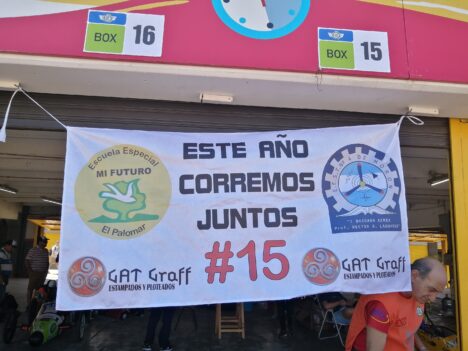 BOX 16
BOX 15
Escuela Especial
MI FUTURO
El Palomar
ESTE AÑO
CORREMOS
JUNTOS
#15
GAT Graff
ESTAMPADOS Y PLOTEADOS
GAT Graff
ESTAMPADOS Y PLOTEADOS